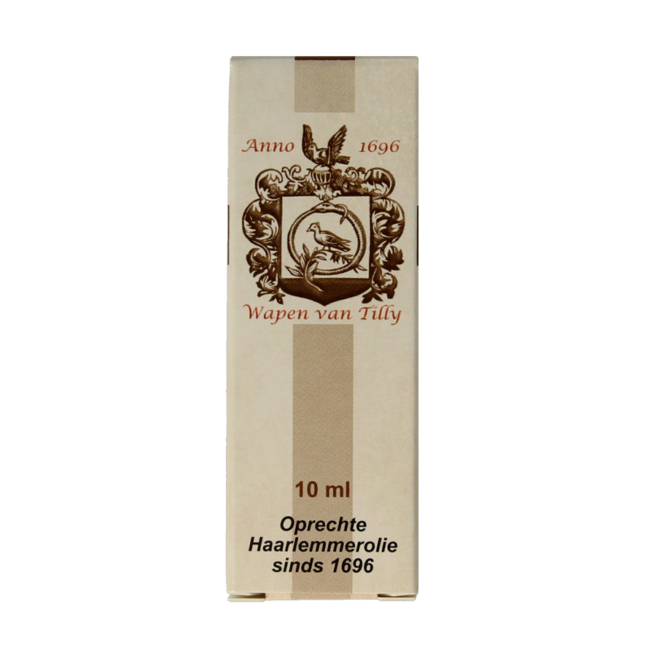 Anno 1696
Wapen van Tilly
10 ml
Oprechte
Haarlemmerolie
sinds 1696